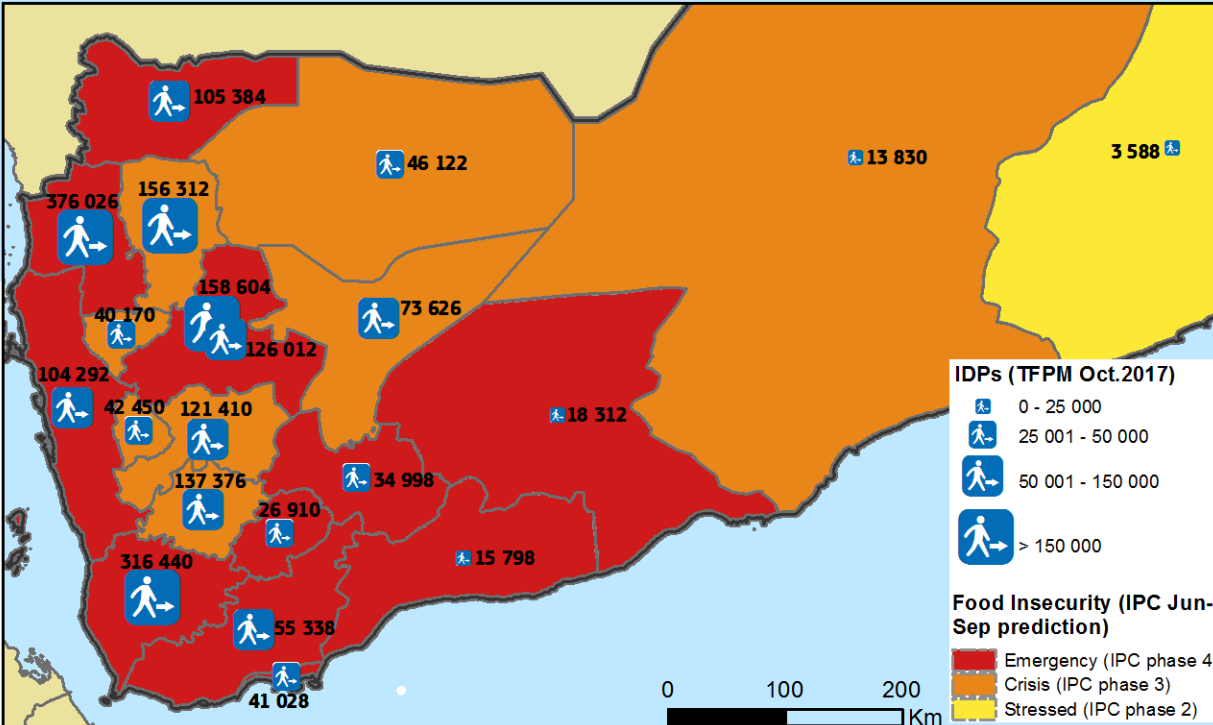 105 384
46 122
13 830
3 588
376 026
156 312
158 604
40 170
73 626
126 012
104 292
42 450
121 410
18 312
137 376
34 998
26 910
316 440
15 798
55 338
41 028
IDPs (TFPM Oct.2017)
0 - 25 000
25 001 - 50 000
50 001 - 150 000
> 150 000
Food Insecurity (IPC Jun-
Sep prediction)
Emergency (IPC phase 4
Crisis (IPC phase 3)
Stressed (IPC phase 2)
0 100 200
Km